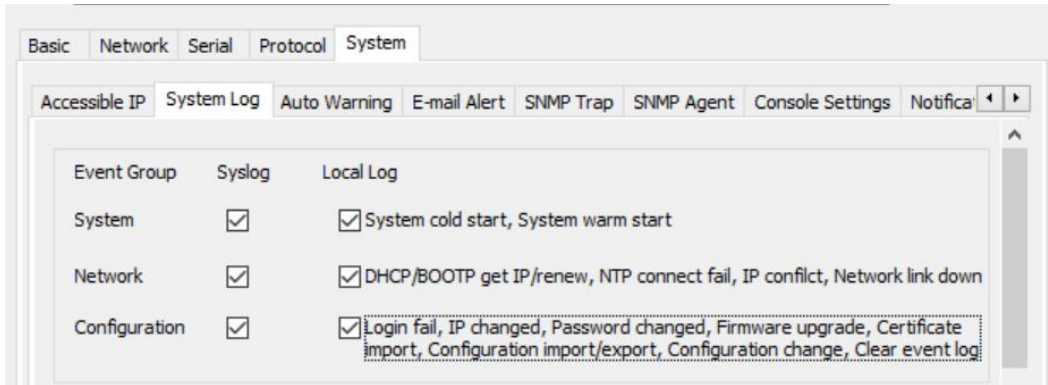 Basic Network Serial Protocol System
Accessible IP System Log Auto Warning E-mail Alert SNMP Trap SNMP Agent Console Settings Notificat
Event Group Syslog Local Log
System System cold start, System warm start
Network DHCP/BOOTP get IP/renew, NTP connect fail, IP confilct, Network link down
Configuration Login fail, IP changed, Password changed, Firmware upgrade, Certificate
import, Configuration import/export, Configuration change, Clear event log